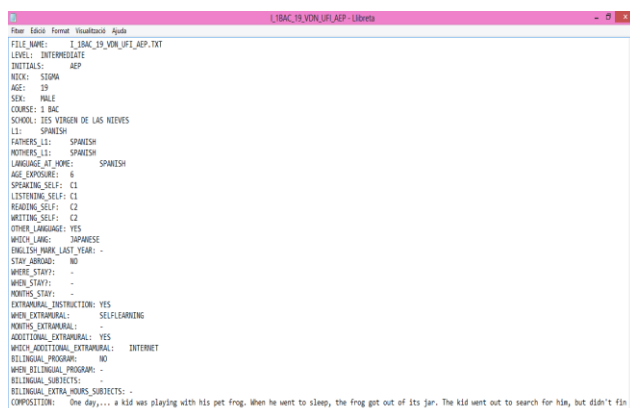 I_1BAC_19_VDN_UFI_AEP - Llibreta
Fitxer Edició Format Visualització Ajuda
FILE_NAME: I_1BAC_19_VDN_UFI_AEP.TXT
LEVEL: INTERMEDIATE
INITIALS: AEP
NICK: SIGMA
AGE: 19
SEX: MALE
COURSE: 1 BAC
SCHOOL: IES VIRGEN DE LAS NIEVES
L1: SPANISH
FATHERS_L1: SPANISH
MOTHERS_L1: SPANISH
LANGUAGE_AT_HOME: SPANISH
AGE_EXPOSURE: 6
SPEAKING_SELF: C1
LISTENING_SELF: C1
READING_SELF: C2
WRITING_SELF: C2
OTHER_LANGUAGE: YES
WHICH_LANG: JAPANESE
ENGLISH_MARK_LAST_YEAR: -
STAY_ABROAD: NO
WHERE_STAY?: -
WHEN_STAY?: -
MONTHS_STAY: -
EXTRAMURAL_INSTRUCTION: YES
WHEN_EXTRAMURAL: SELFLEARNING
MONTHS_EXTRAMURAL: -
ADDITIONAL_EXTRAMURAL: YES
WHICH_ADDITIONAL_EXTRAMURAL: INTERNET
BILINGUAL_PROGRAM: NO
WHEN_BILINGUAL_PROGRAM: -
BILINGUAL_SUBJECTS: -
BILINGUAL_EXTRA_HOURS_SUBJECTS: -
COMPOSITION: One day,... a kid was playing with his pet frog. When he went to sleep, the frog got out of its jar. The kid went out to search for him, but didn't fin